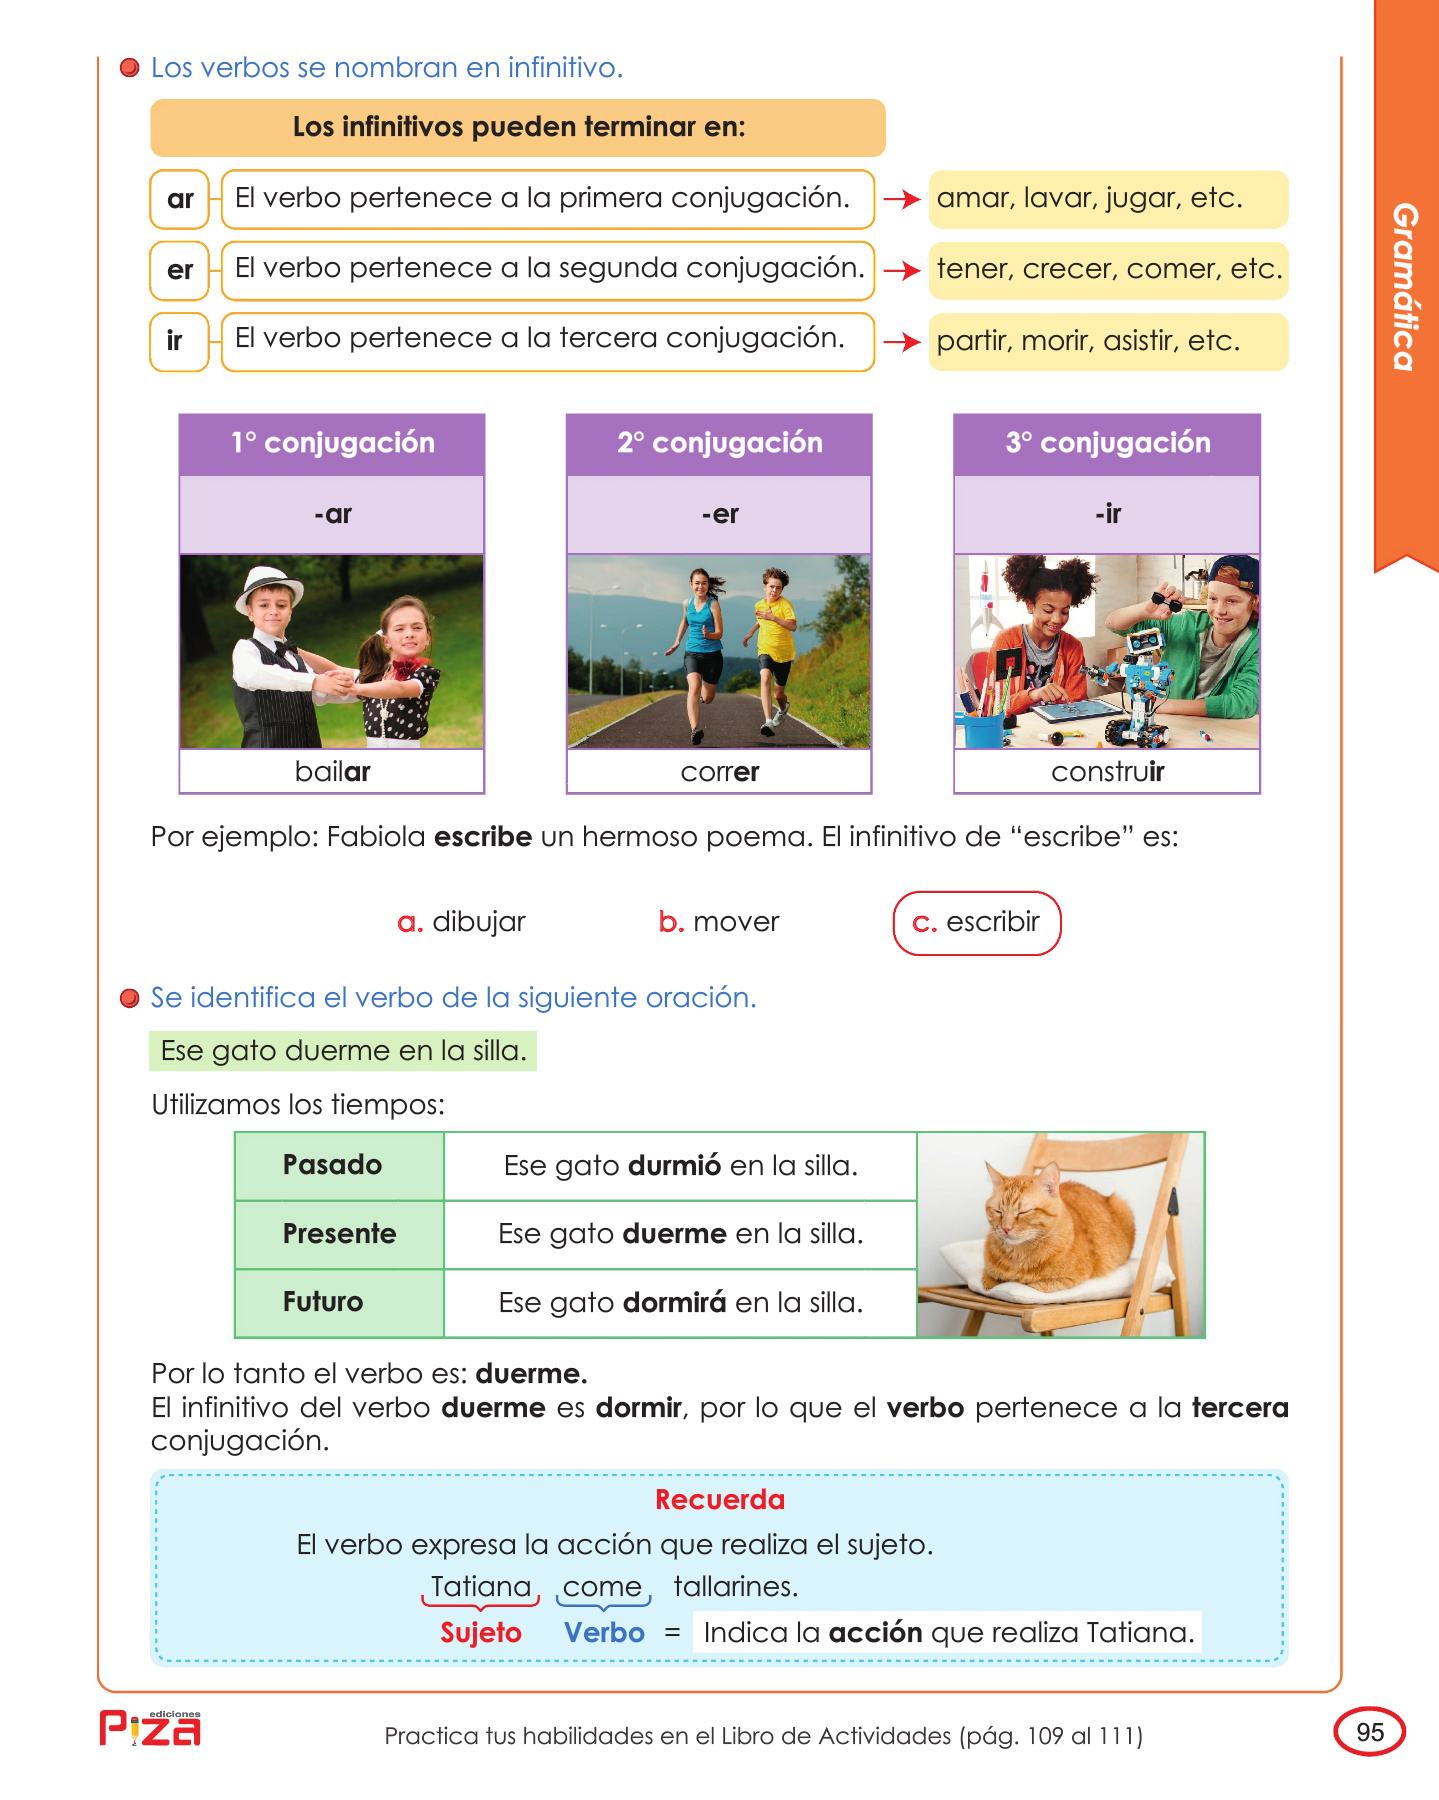 Los verbos se nombran en infinitivo.
Los infinitivos pueden terminar en:
ar El verbo pertenece a la primera conjugación. amar, lavar, jugar, etc.
er El verbo pertenece a la segunda conjugación. tener, crecer, comer, etc.
ir El verbo pertenece a la tercera conjugación. partir, morir, asistir, etc.
Gramática
1° conjugación 2° conjugación 3° conjugación
-ar -er -ir
bailar correr construir
Por ejemplo: Fabiola escribe un hermoso poema. El infinitivo de “escribe” es:
a. dibujar b. mover c. escribir
Se identifica el verbo de la siguiente oración.
Ese gato duerme en la silla.
Utilizamos los tiempos:
Pasado Ese gato durmió en la silla.
Presente Ese gato duerme en la silla.
Futuro Ese gato dormirá en la silla.
Por lo tanto el verbo es: duerme.
El infinitivo del verbo duerme es dormir, por lo que el verbo pertenece a la tercera
conjugación.
Recuerda
El verbo expresa la acción que realiza el sujeto.
Tatiana come tallarines.
Sujeto Verbo = Indica la acción que realiza Tatiana.
ediciones
PIZA
Practica tus habilidades en el Libro de Actividades (pág. 109 al 111)
95